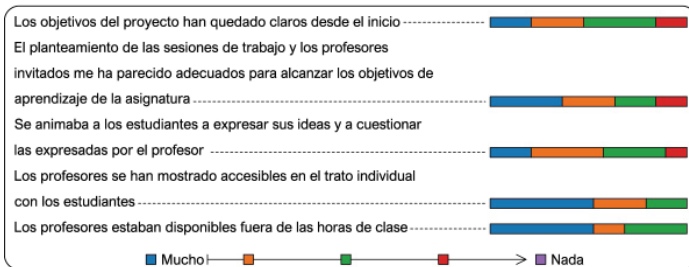 Los objetivos del proyecto han quedado claros desde el inicio
El planteamiento de las sesiones de trabajo y los profesores
invitados me ha parecido adecuados para alcanzar los objetivos de
aprendizaje de la asignatura
Se animaba a los estudiantes a expresar sus ideas y a cuestionar
las expresadas por el profesor
Los profesores se han mostrado accesibles en el trato individual
con los estudiantes
Los profesores estaban disponibles fuera de las horas de clase
Mucho Nada